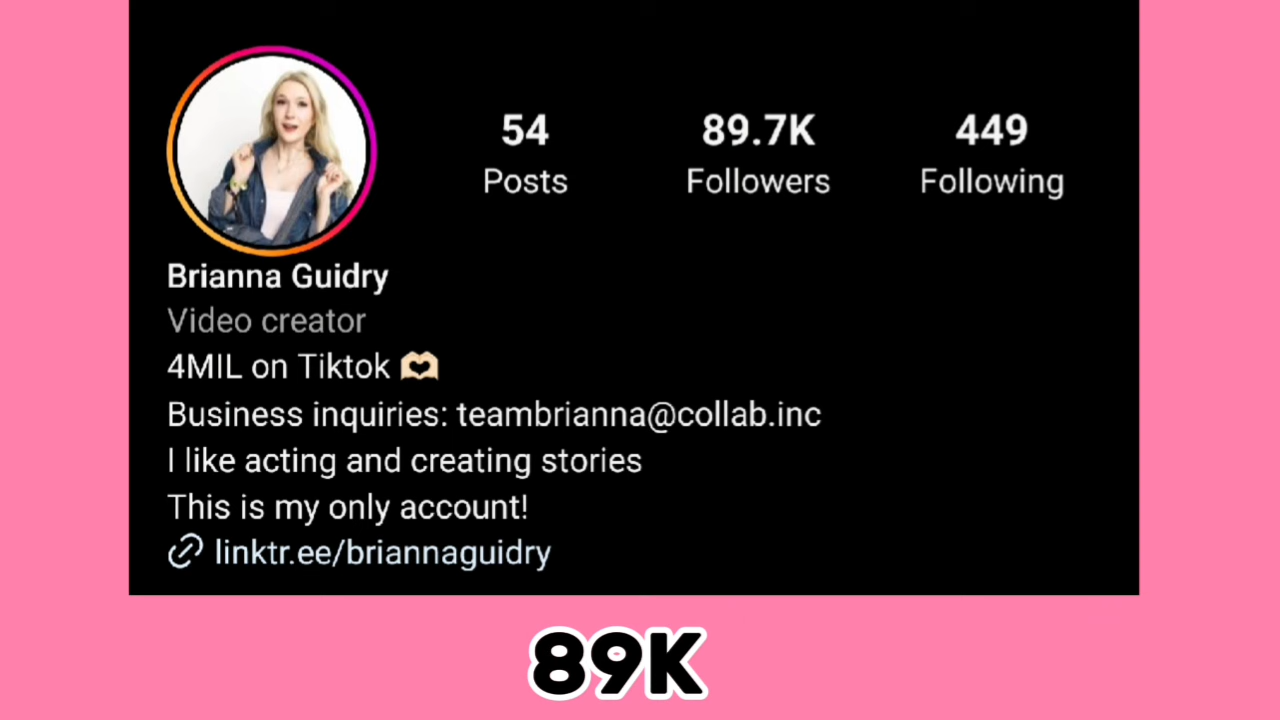 54 89.7K 449
Posts Followers Following
Brianna Guidry
Video creator
4MIL on Tiktok 🫶🏻
Business inquiries: teambrianna@collab.inc
I like acting and creating stories
This is my only account!
linktr.ee/briannaguidry
89K